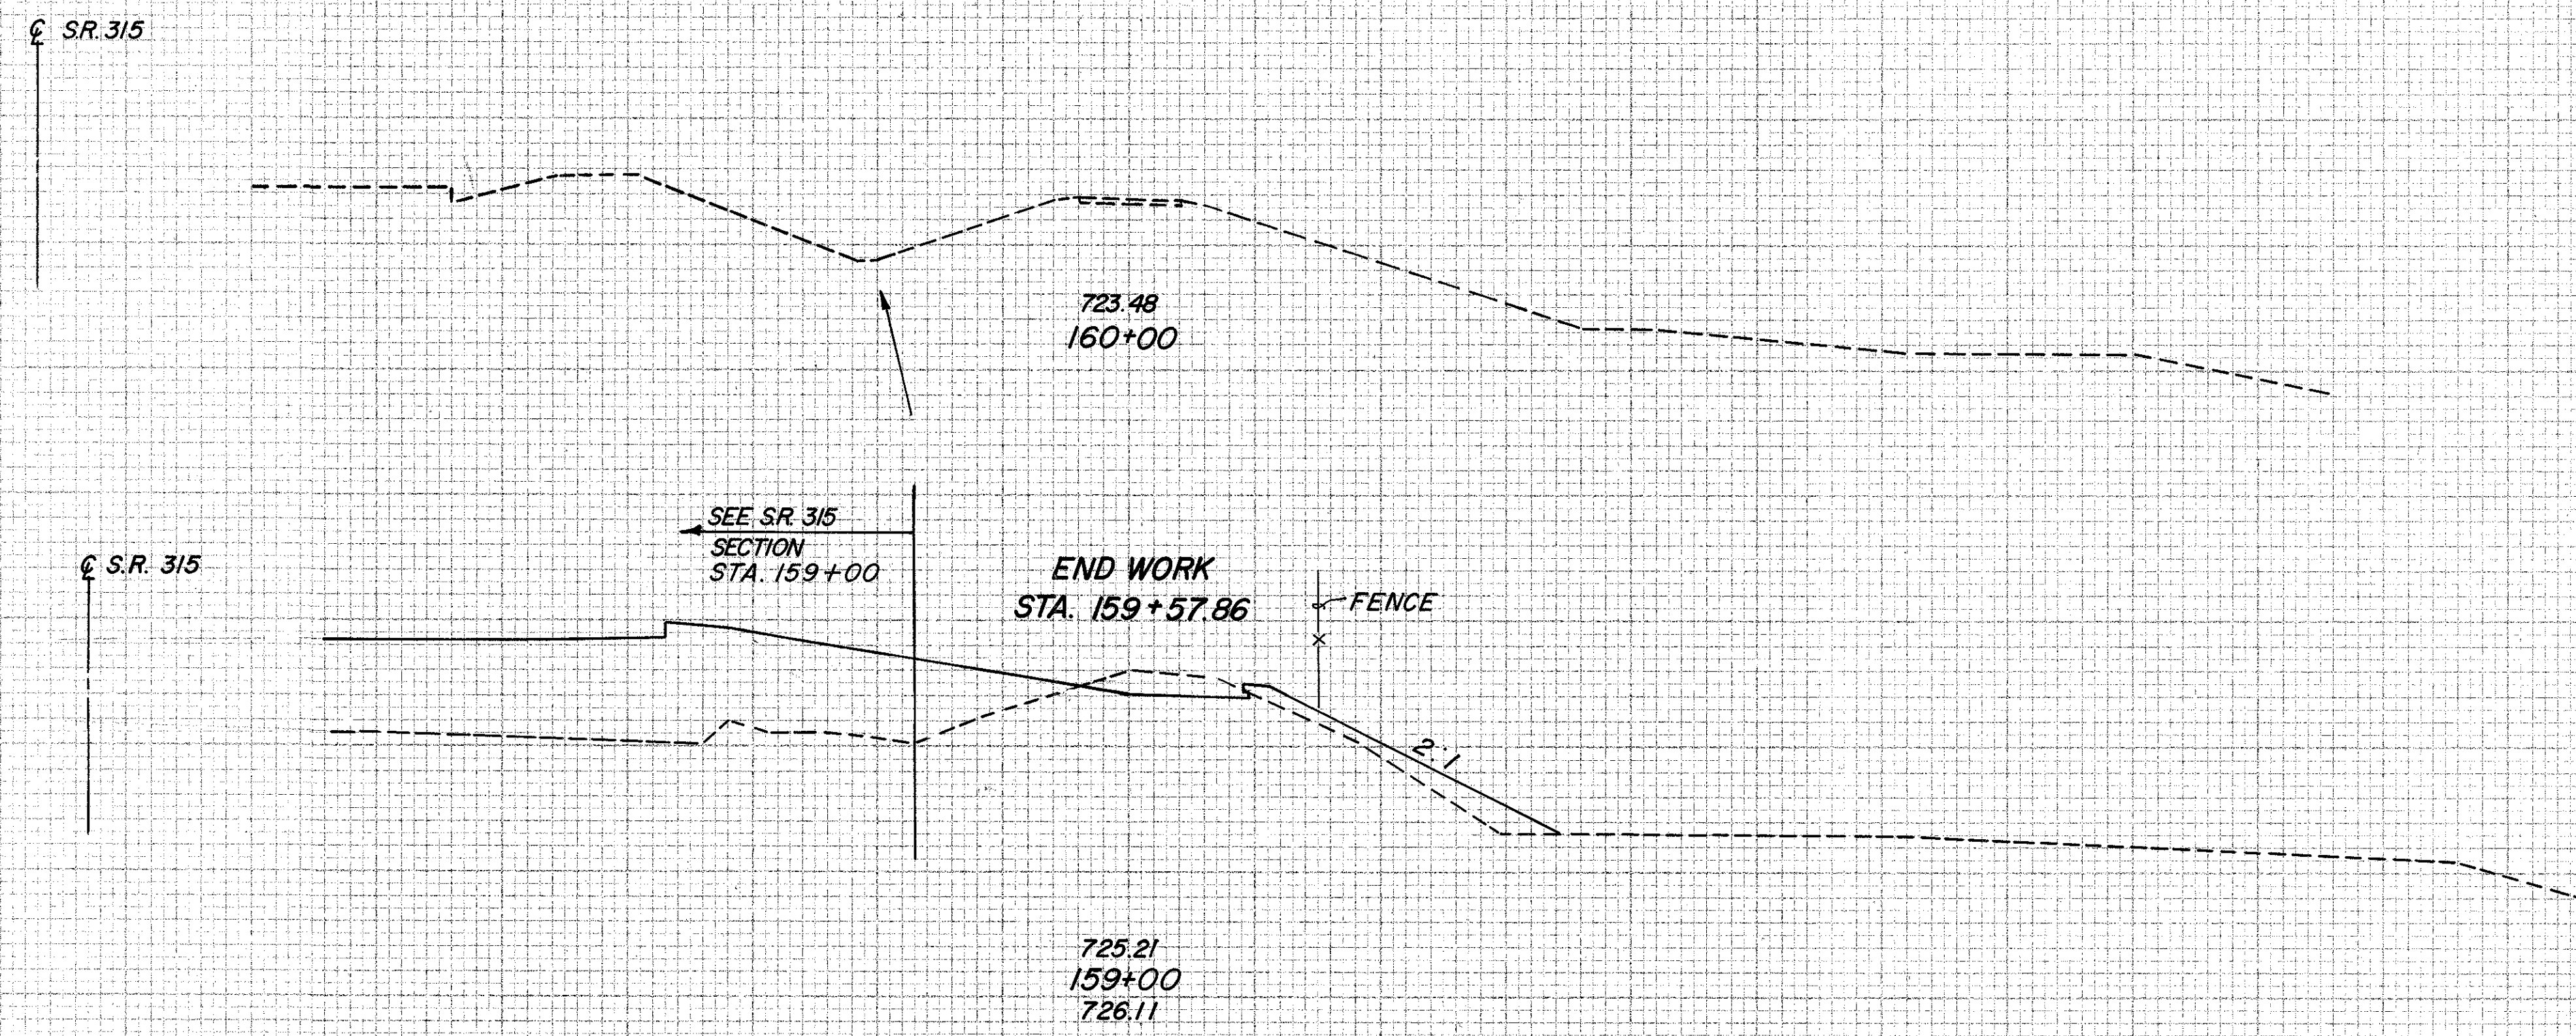 ℄ S.R. 315
723.48
160+00
SEE S.R. 315
SECTION
STA. 159+00
END WORK
STA. 159+57.86
℄ S.R. 315
FENCE
2:1
725.21
159+00
726.11